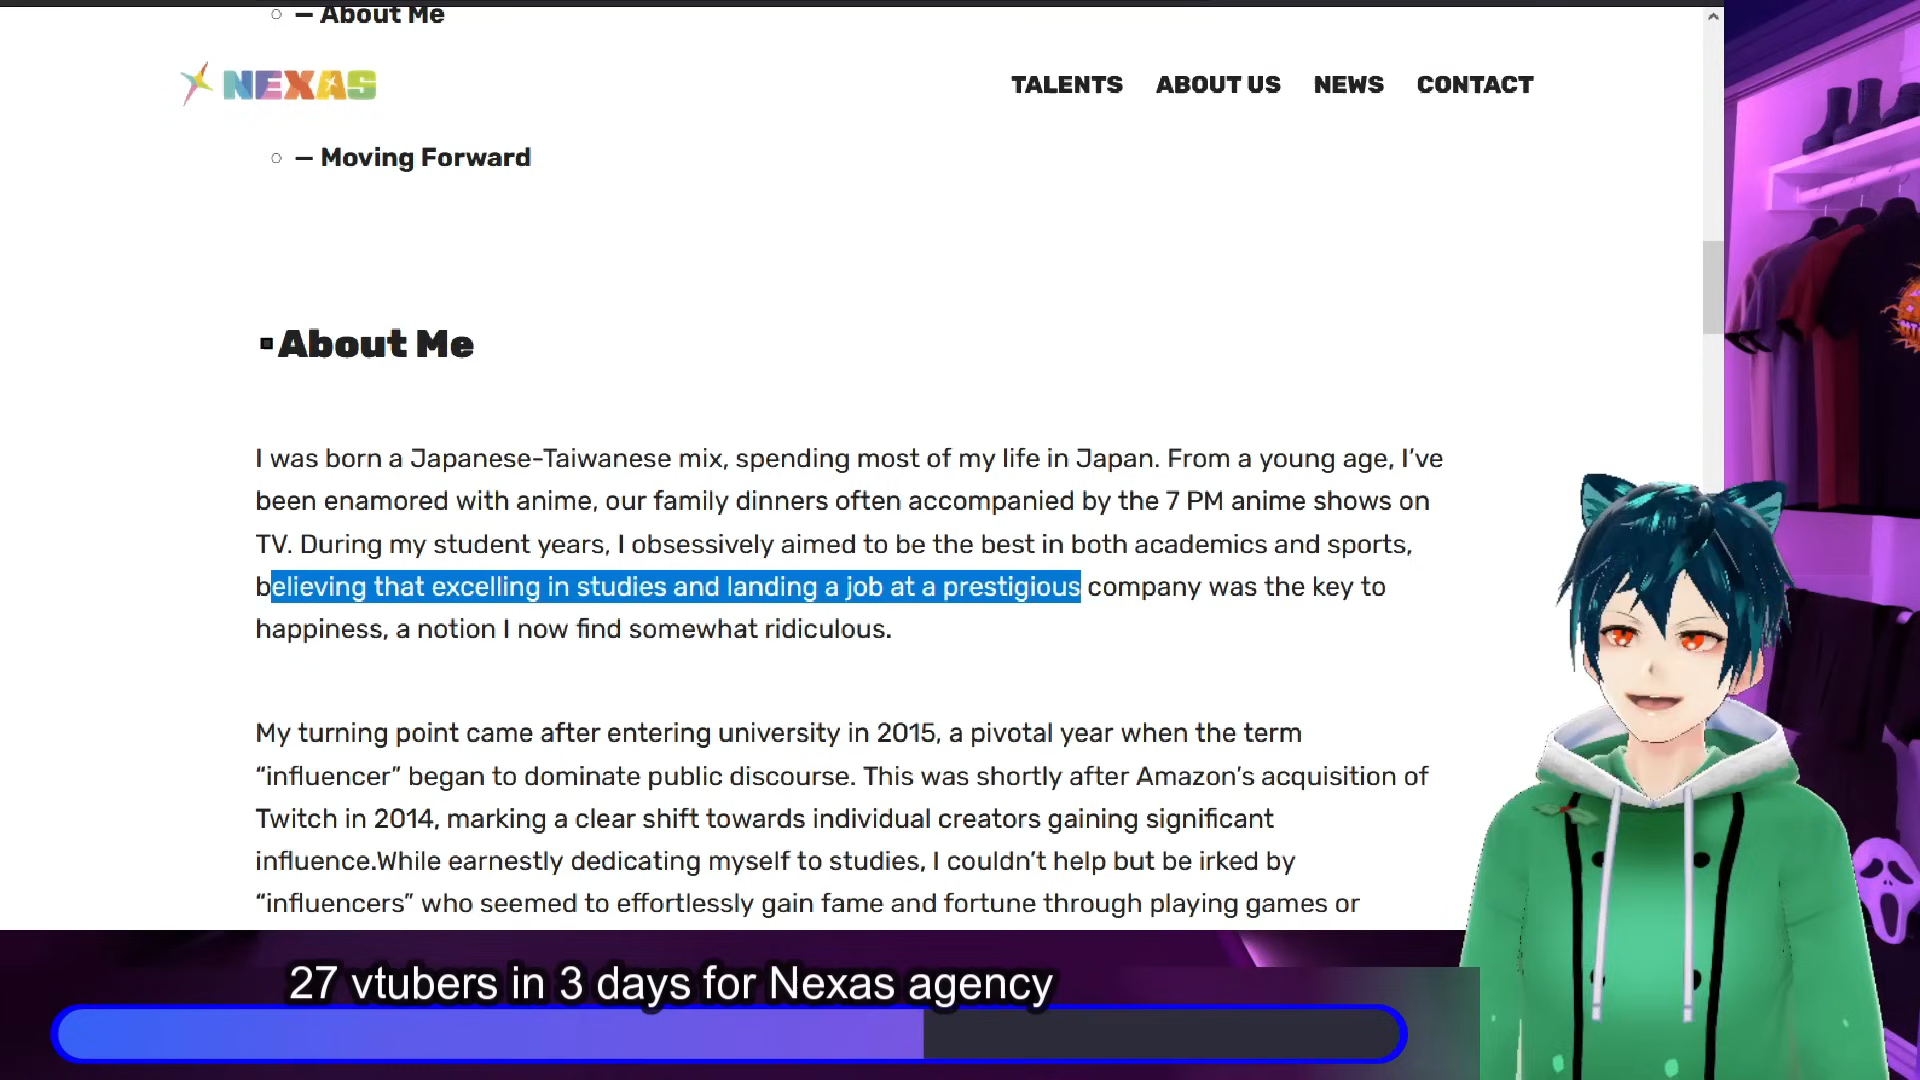 — About Me
NEXAS
TALENTS ABOUT US NEWS CONTACT
— Moving Forward
About Me
I was born a Japanese-Taiwanese mix, spending most of my life in Japan. From a young age, I’ve
been enamored with anime, our family dinners often accompanied by the 7 PM anime shows on
TV. During my student years, I obsessively aimed to be the best in both academics and sports,
believing that excelling in studies and landing a job at a prestigious company was the key to
happiness, a notion I now find somewhat ridiculous.
My turning point came after entering university in 2015, a pivotal year when the term
“influencer” began to dominate public discourse. This was shortly after Amazon’s acquisition of
Twitch in 2014, marking a clear shift towards individual creators gaining significant
influence.While earnestly dedicating myself to studies, I couldn’t help but be irked by
“influencers” who seemed to effortlessly gain fame and fortune through playing games or
27 vtubers in 3 days for Nexas agency